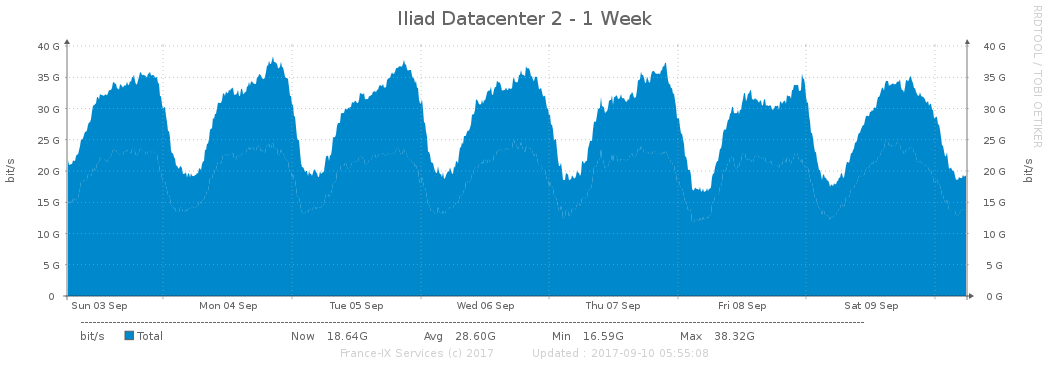 Iliad Datacenter 2 - 1 Week
RRDTOOL / TOBI OETIKER
40 G 40 G
35 G 35 G
30 G 30 G
25 G 25 G
20 G 20 G
15 G 15 G
10 G 10 G
5 G 5 G
0 0 G
bit/s bit/s
Sun 03 Sep Mon 04 Sep Tue 05 Sep Wed 06 Sep Thu 07 Sep Fri 08 Sep Sat 09 Sep
bit/s Total Now 18.64G Avg 28.60G Min 16.59G Max 38.32G
France-IX Services (c) 2017 Updated : 2017-09-10 05:55:08